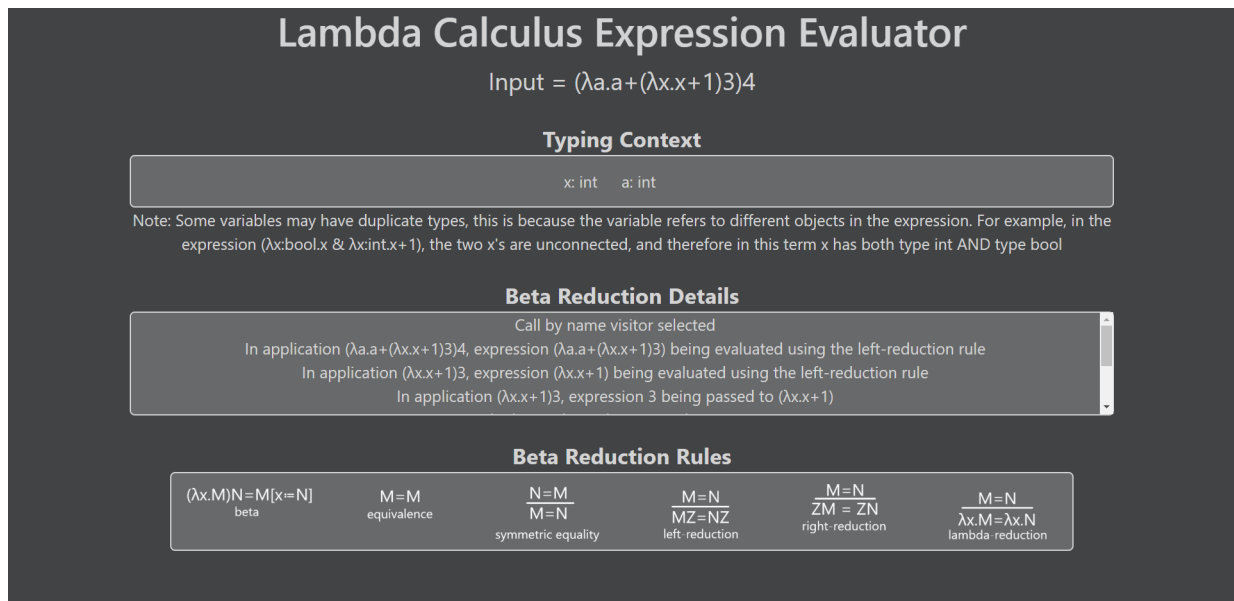 Lambda Calculus Expression Evaluator
Input = (λa.a+(λx.x+1)3)4
Typing Context
x: int a: int
Note: Some variables may have duplicate types, this is because the variable refers to different objects in the expression. For example, in the
expression (λx:bool.x & λx:int.x+1), the two x's are unconnected, and therefore in this term x has both type int AND type bool
Beta Reduction Details
Call by name visitor selected
In application (λa.a+(λx.x+1)3)4, expression (λa.a+(λx.x+1)3) being evaluated using the left-reduction rule
In application (λx.x+1)3, expression (λx.x+1) being evaluated using the left-reduction rule
In application (λx.x+1)3, expression 3 being passed to (λx.x+1)
Beta Reduction Rules
(λx.M)N=M[x≔N]
beta
M=M
equivalence
N=M
M=N
symmetric equality
M=N
MZ=NZ
left-reduction
M=N
ZM = ZN
right-reduction
M=N
λx.M=λx.N
lambda-reduction